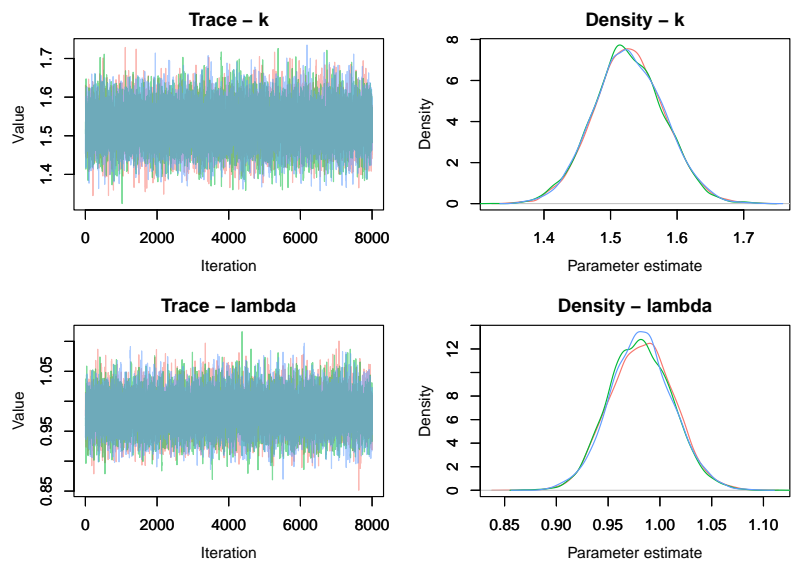 Trace – k
Value
1.4 1.5 1.6 1.7
0 2000 4000 6000 8000
Iteration
Density – k
Density
0 2 4 6 8
1.4 1.5 1.6 1.7
Parameter estimate
Trace – lambda
Value
0.85 0.95 1.05
0 2000 4000 6000 8000
Iteration
Density – lambda
Density
0 2 4 6 8 12
0.85 0.90 0.95 1.00 1.05 1.10
Parameter estimate